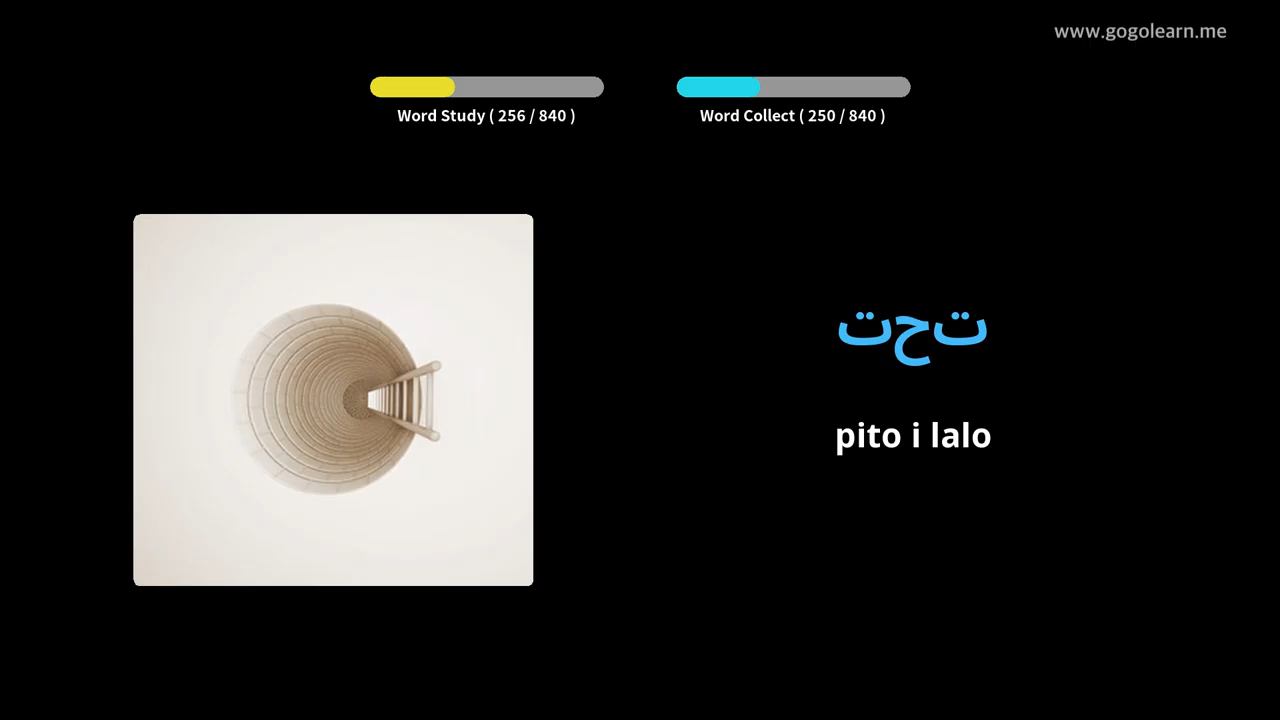 www.gogolearn.me
Word Study ( 256 / 840 )
Word Collect ( 250 / 840 )
تحت
pito i lalo